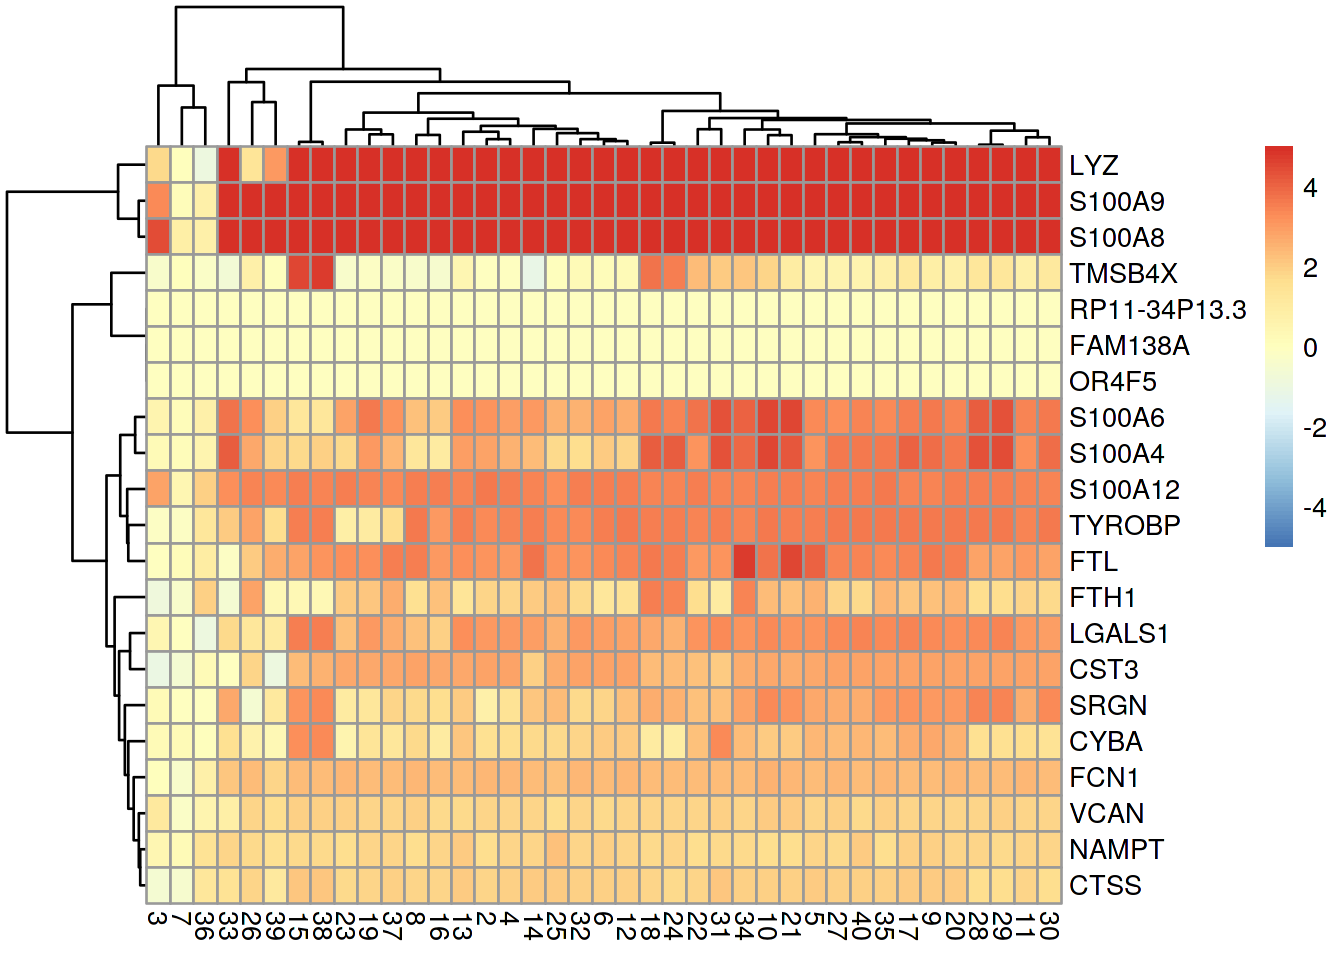 LYZ
S100A9
S100A8
TMSB4X
RP11-34P13.3
FAM138A
OR4F5
S100A6
S100A4
S100A12
TYROBP
FTL
FTH1
LGALS1
CST3
SRGN
CYBA
FCN1
VCAN
NAMPT
CTSS
4
2
0
-2
-4
3 7 36 33 26 39 15 38 23 19 37 8 16 13 2 4 14 25 32 6 12 18 24 22 31 34 10 21 5 27 40 35 17 9 20 28 29 11 30